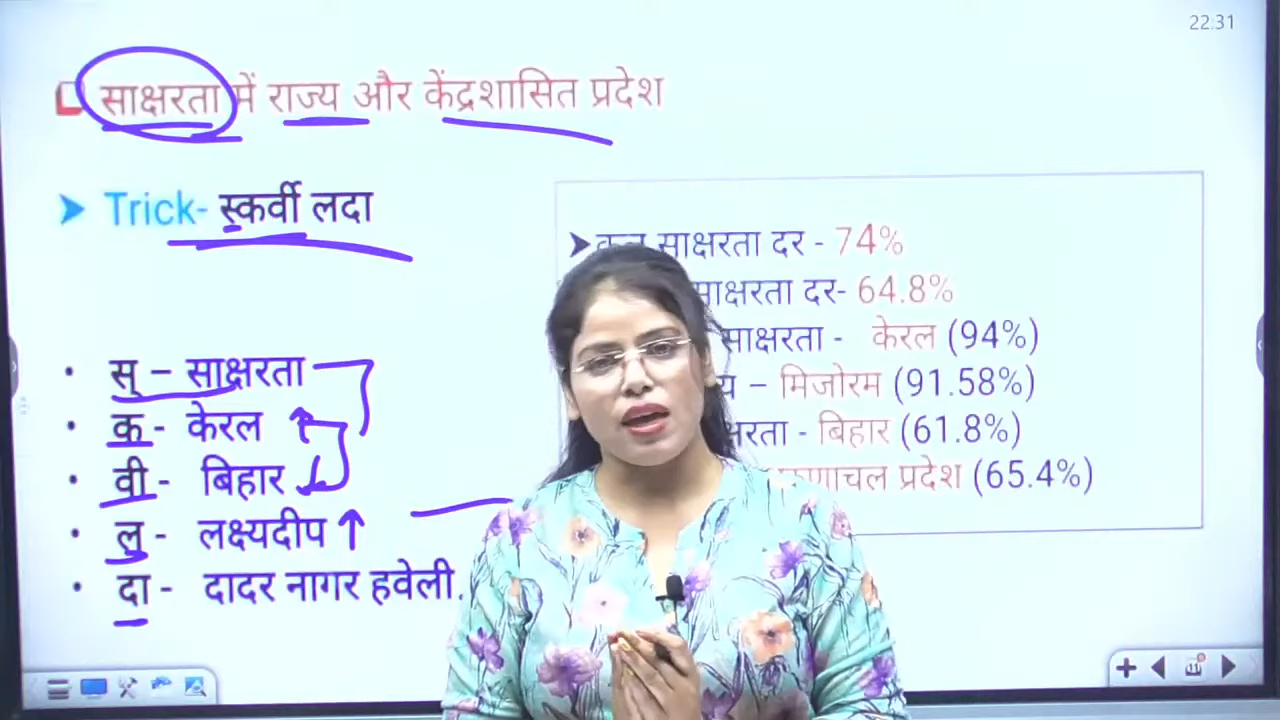 22:31
साक्षरता में राज्य और केंद्रशासित प्रदेश
Trick- स्कर्वी लदा
स् – साक्षरता
क - केरल
वी - बिहार
लु - लक्ष्यदीप
दा - दादर नागर हवेली.
साक्षरता दर - 74%
साक्षरता दर- 64.8%
साक्षरता - केरल (94%)
– मिजोरम (91.58%)
- बिहार (61.8%)
प्रदेश (65.4%)